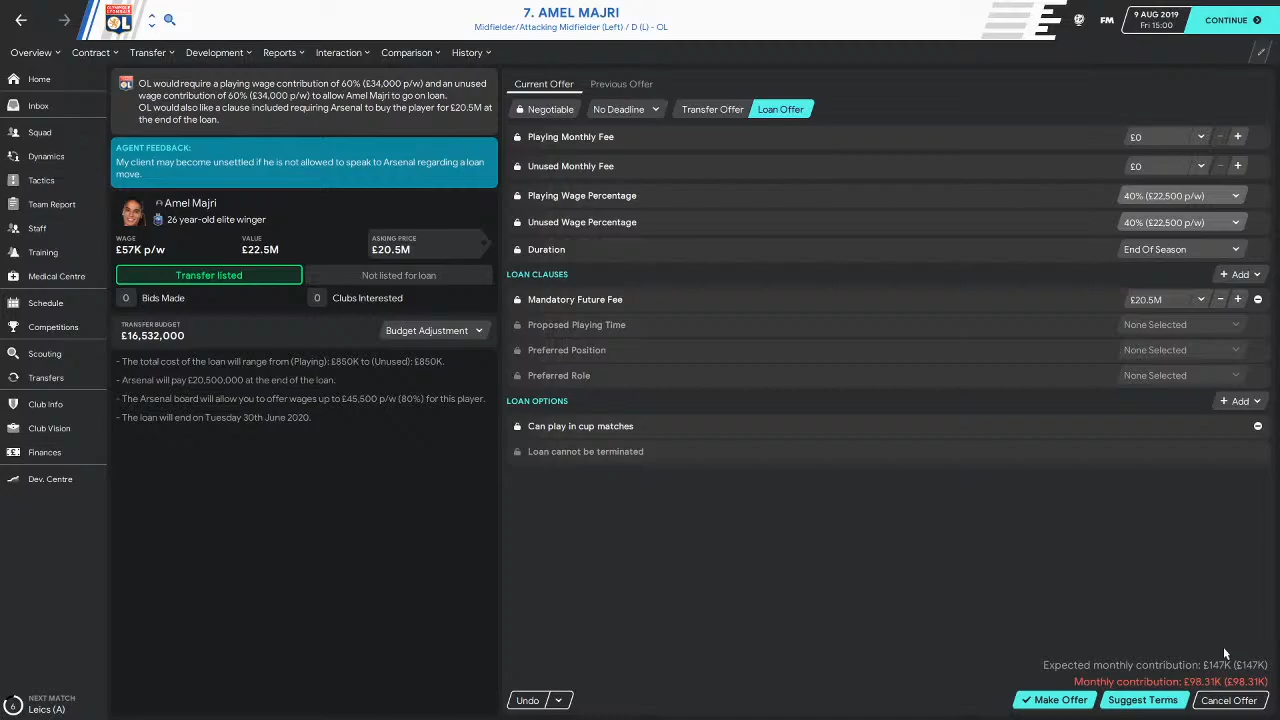 7. AMEL MAJRI
Midfielder/Attacking Midfielder (Left) / D (L) - OL
FM
9 AUG 2019
Fri 15:00
CONTINUE
Overview
Contract
Transfer
Development
Reports
Interaction
Comparison
History
Home
Inbox
Squad
Dynamics
Tactics
Team Report
Staff
Training
Medical Centre
Schedule
Competitions
Scouting
Transfers
Club Info
Club Vision
Finances
Dev. Centre
NEXT MATCH
6
Leics (A)
OL would require a playing wage contribution of 60% (£34,000 p/w) and an unused
wage contribution of 60% (£34,000 p/w) to allow Amel Majri to go on loan.
OL would also like a clause included requiring Arsenal to buy the player for £20.5M at
the end of the loan.
AGENT FEEDBACK:
My client may become unsettled if he is not allowed to speak to Arsenal regarding a loan
move.
Amel Majri
26 year-old elite winger
WAGE
£57K p/w
VALUE
£22.5M
ASKING PRICE
£20.5M
Transfer listed
Not listed for loan
0 Bids Made
0 Clubs Interested
TRANSFER BUDGET
£16,532,000
Budget Adjustment
- The total cost of the loan will range from (Playing): £850K to (Unused): £850K.
- Arsenal will pay £20,500,000 at the end of the loan.
- The Arsenal board will allow you to offer wages up to £45,500 p/w (80%) for this player.
- The loan will end on Tuesday 30th June 2020.
Current Offer
Previous Offer
Negotiable
No Deadline
Transfer Offer
Loan Offer
Playing Monthly Fee £0 - +
Unused Monthly Fee £0 - +
Playing Wage Percentage 40% (£22,500 p/w)
Unused Wage Percentage 40% (£22,500 p/w)
Duration End Of Season
LOAN CLAUSES + Add
Mandatory Future Fee £20.5M - +
Proposed Playing Time None Selected
Preferred Position None Selected
Preferred Role None Selected
LOAN OPTIONS + Add
Can play in cup matches
Loan cannot be terminated
Expected monthly contribution: £147K (£147K)
Monthly contribution: £98.31K (£98.31K)
Undo
Make Offer
Suggest Terms
Cancel Offer